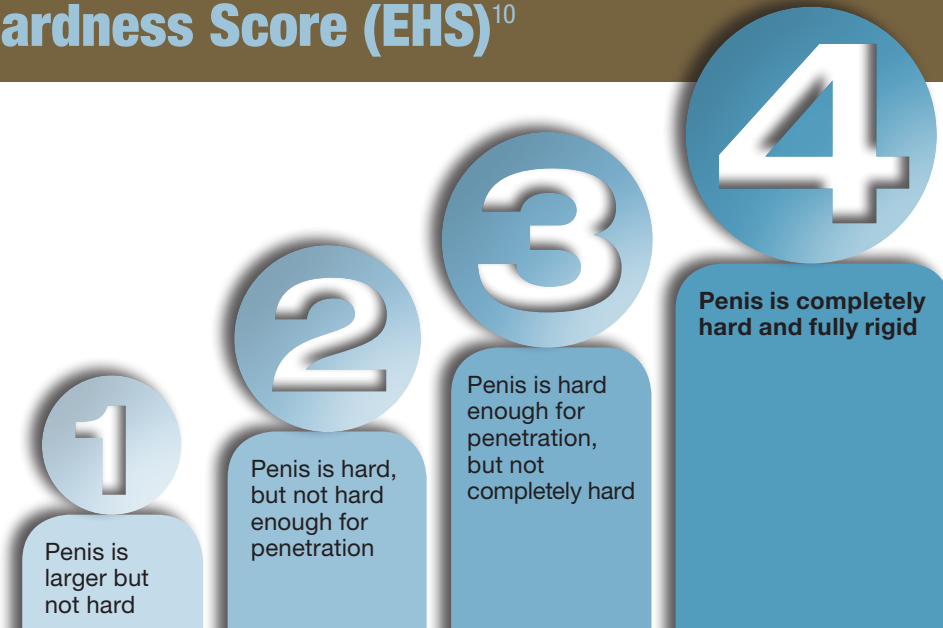 ardness Score (EHS)10
4
Penis is completely
hard and fully rigid
3
Penis is hard
enough for
penetration,
but not
completely hard
2
Penis is hard,
but not hard
enough for
penetration
1
Penis is
larger but
not hard